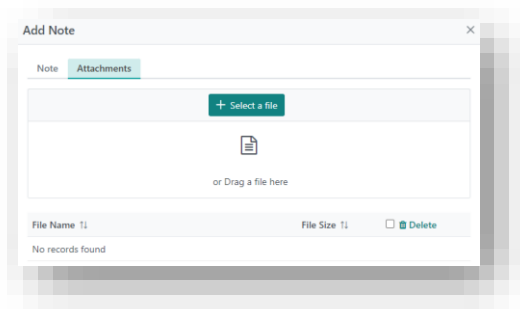 Add Note
Note Attachments
+ Select a file
or Drag a file here
File Name File Size Delete
No records found